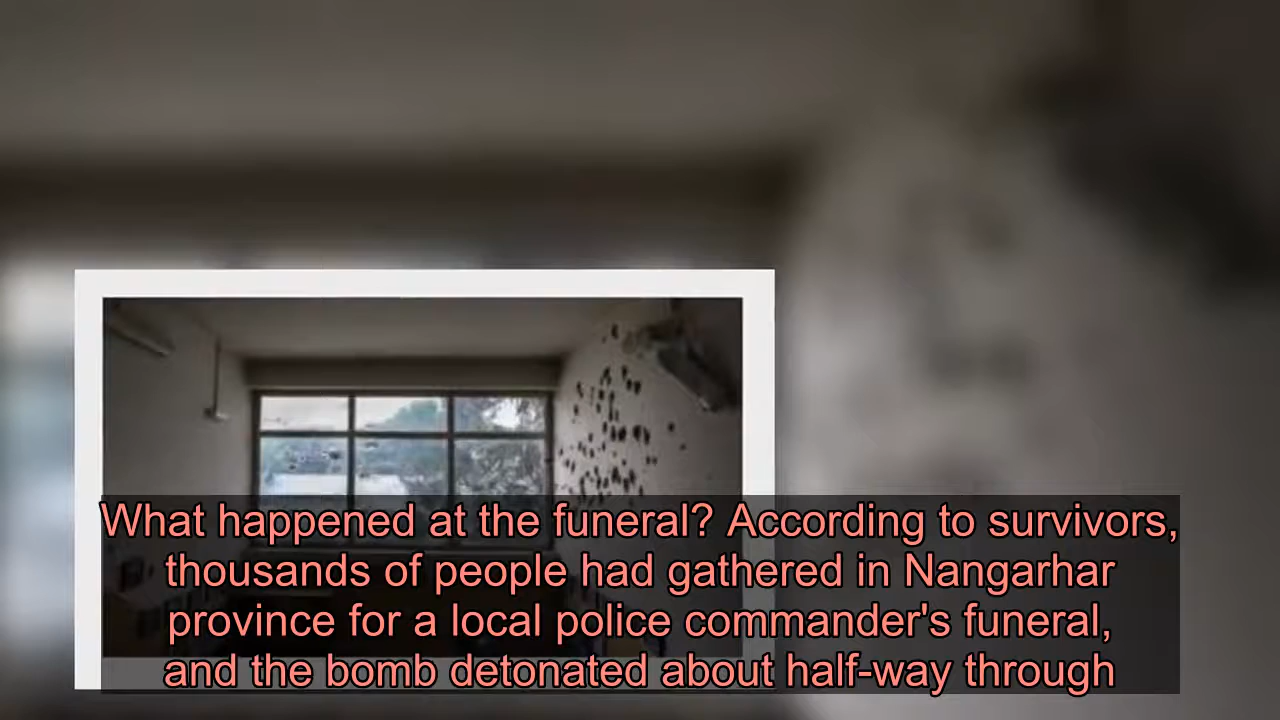 What happened at the funeral? According to survivors,
thousands of people had gathered in Nangarhar
province for a local police commander's funeral,
and the bomb detonated about half-way through